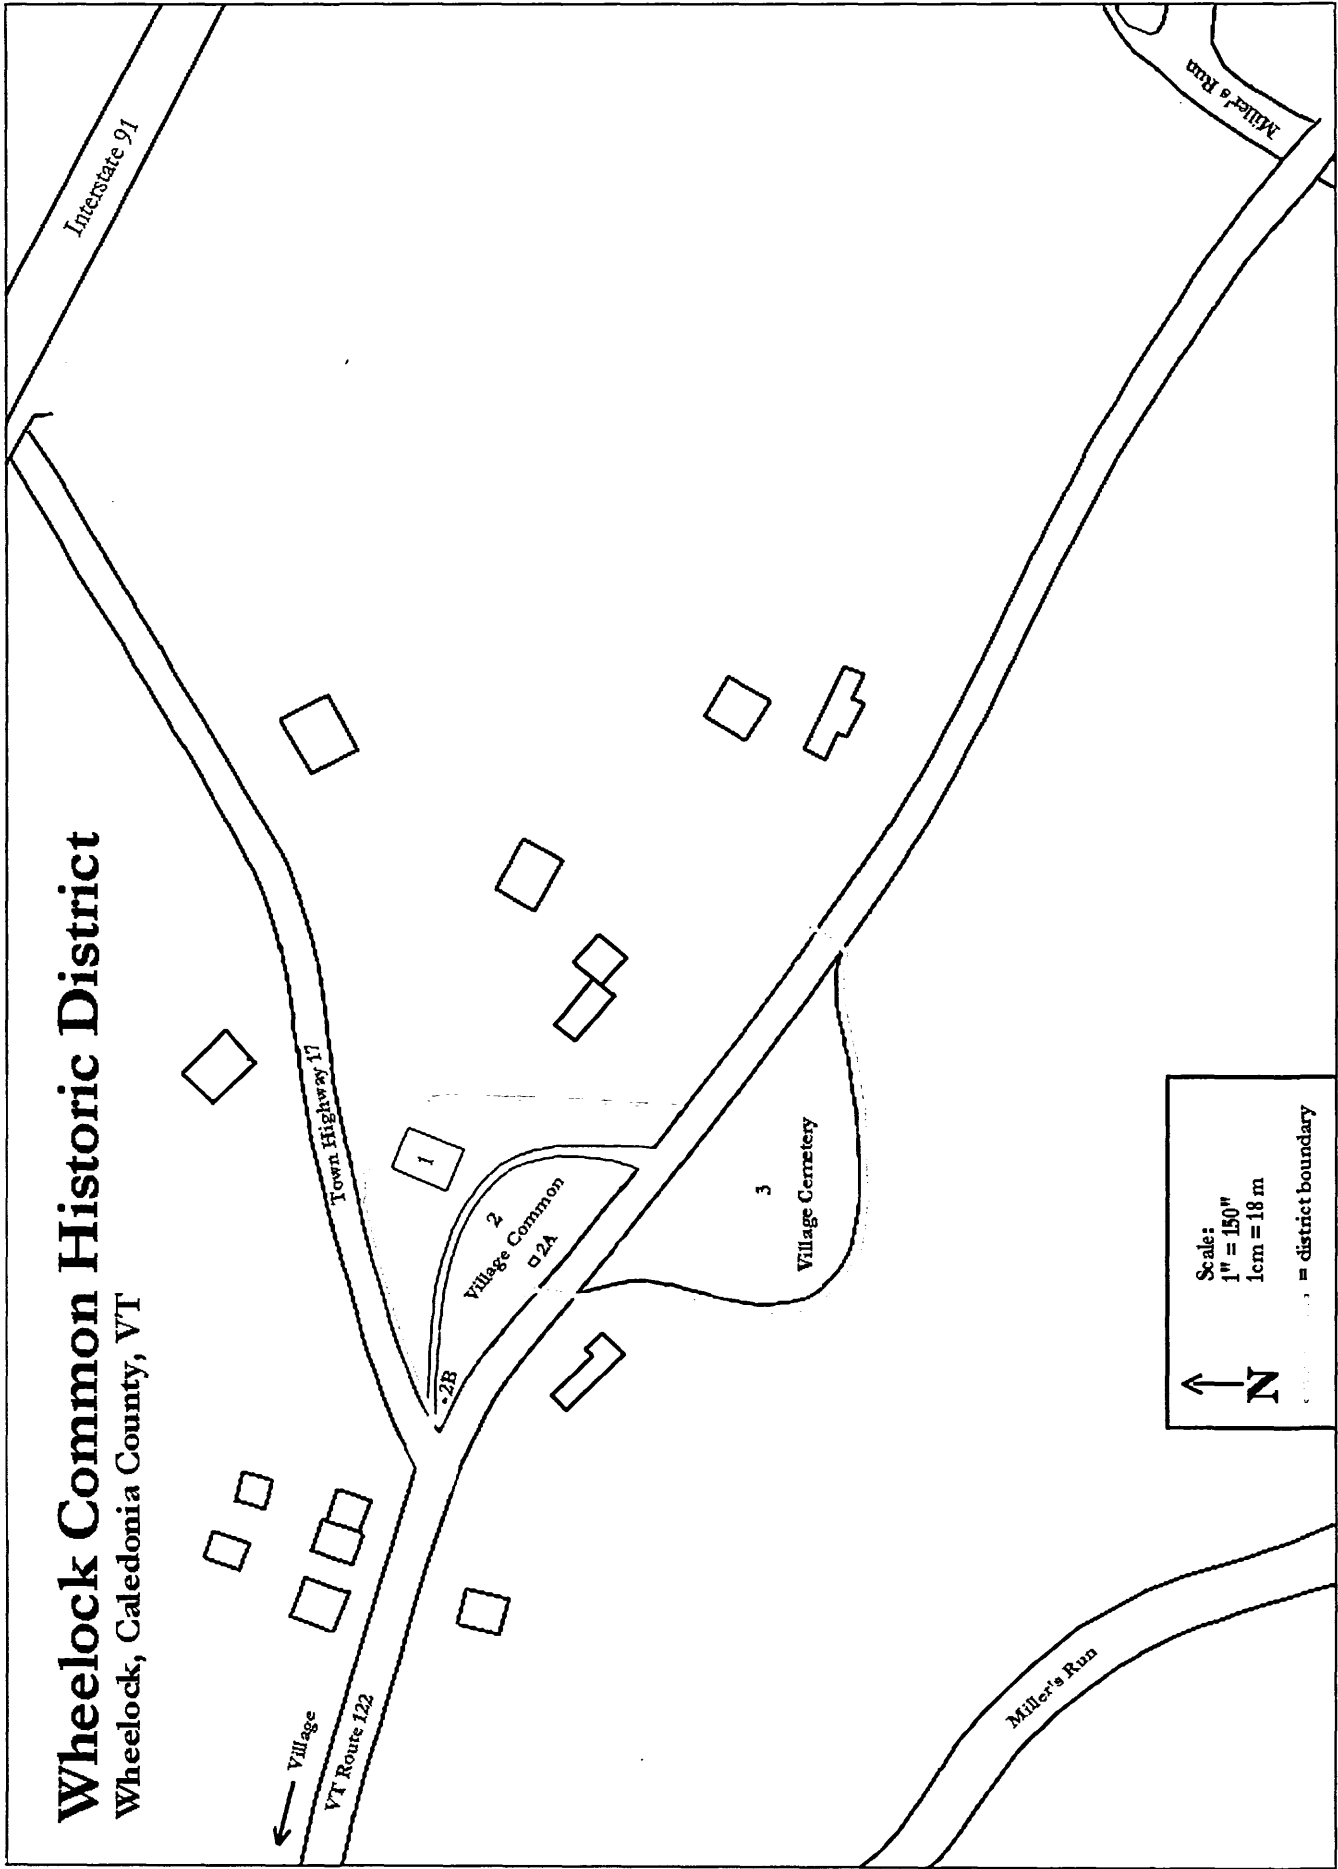 Wheelock Common Historic District
Wheelock, Caledonia County, VT
Interstate 91
Miller's Run
Town Highway 17
1
2
Village Common
2A
2B
3
Village Cemetery
Village
VT Route 122
Miller's Run
Scale:
1" = 150"
1cm = 18 m
N
= district boundary